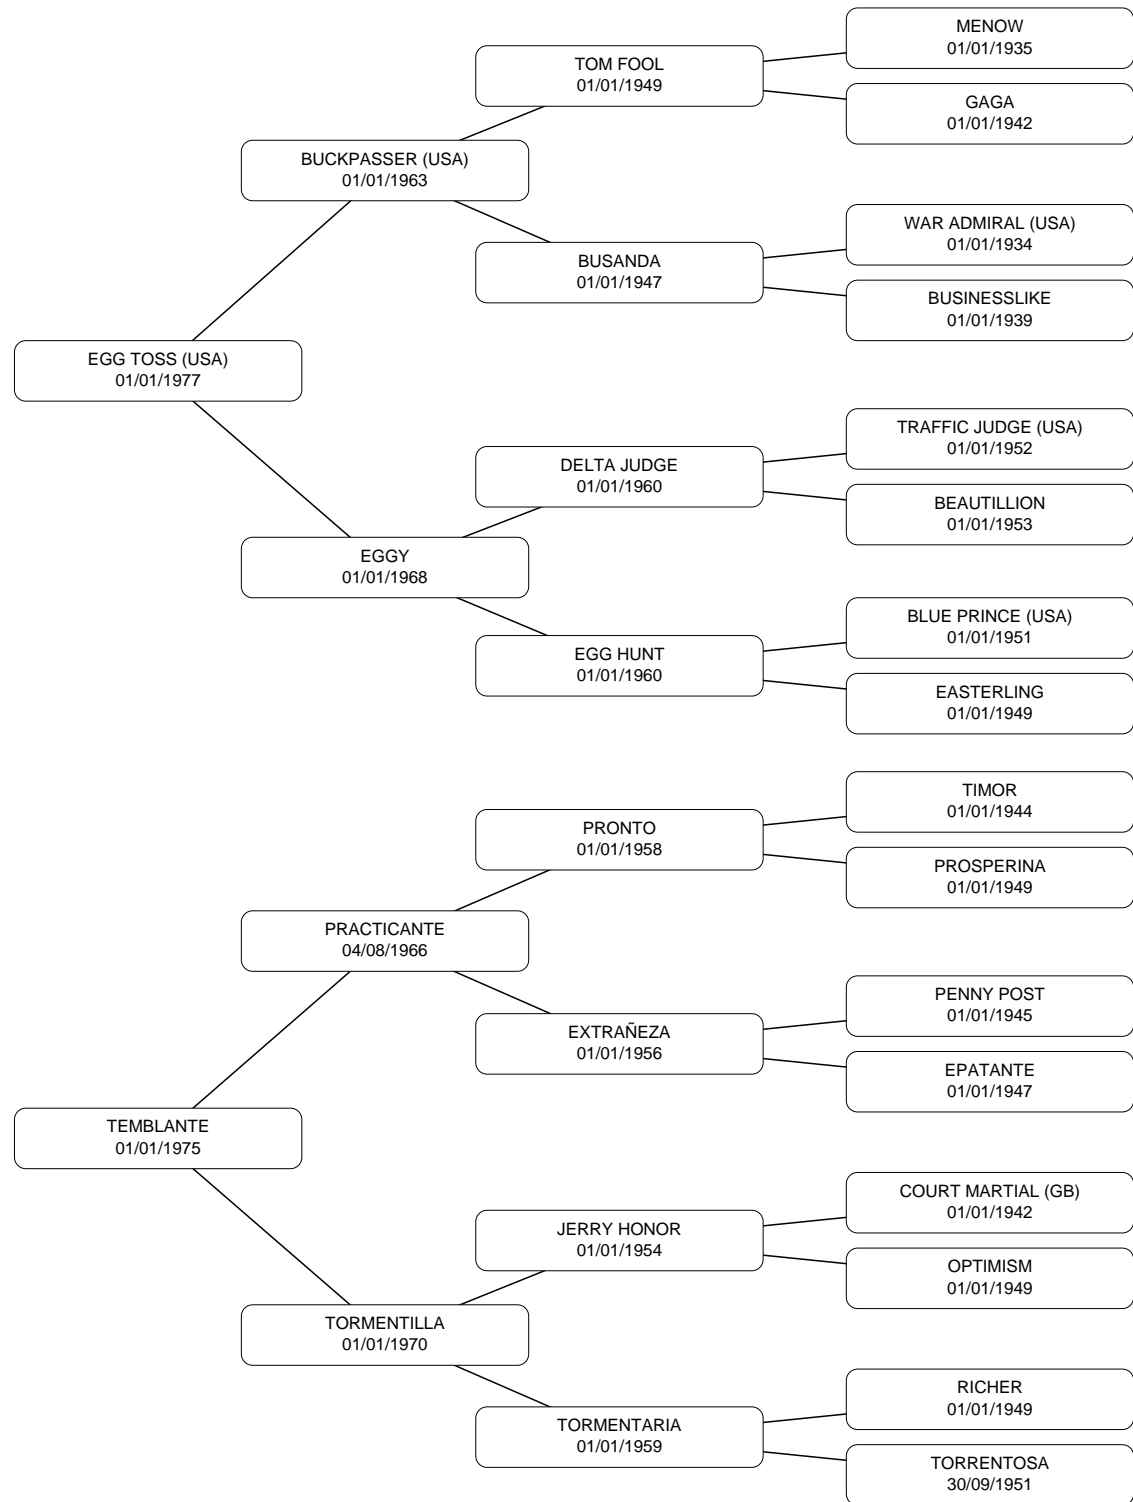 MENOW
01/01/1935
TOM FOOL
01/01/1949
GAGA
01/01/1942
BUCKPASSER (USA)
01/01/1963
WAR ADMIRAL (USA)
01/01/1934
BUSANDA
01/01/1947
BUSINESSLIKE
01/01/1939
EGG TOSS (USA)
01/01/1977
TRAFFIC JUDGE (USA)
01/01/1952
DELTA JUDGE
01/01/1960
BEAUTILLION
01/01/1953
EGGY
01/01/1968
BLUE PRINCE (USA)
01/01/1951
EGG HUNT
01/01/1960
EASTERLING
01/01/1949
TIMOR
01/01/1944
PRONTO
01/01/1958
PROSPERINA
01/01/1949
PRACTICANTE
04/08/1966
PENNY POST
01/01/1945
EXTRAÑEZA
01/01/1956
EPATANTE
01/01/1947
TEMBLANTE
01/01/1975
COURT MARTIAL (GB)
01/01/1942
JERRY HONOR
01/01/1954
OPTIMISM
01/01/1949
TORMENTILLA
01/01/1970
RICHER
01/01/1949
TORMENTARIA
01/01/1959
TORRENTOSA
30/09/1951